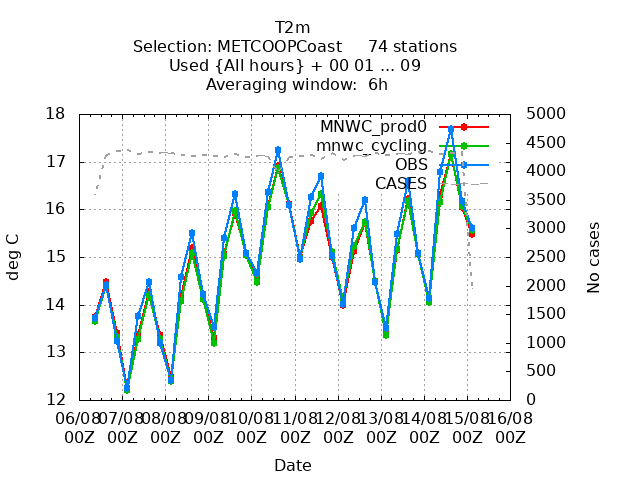 T2m
Selection: METCOOPCoast     74 stations
Used {All hours} + 00 01 ... 09
Averaging window:  6h
18 5000
MNWC_prod0 4500
mnwc_cycling
17 OBS 4000
CASES
16 3500
3000
15 2500
14 2000
1500
13 1000
500
12 0
deg C
No cases
06/08 07/08 08/08 09/08 10/08 11/08 12/08 13/08 14/08 15/08 16/08
00Z 00Z 00Z 00Z 00Z 00Z 00Z 00Z 00Z 00Z 00Z
Date